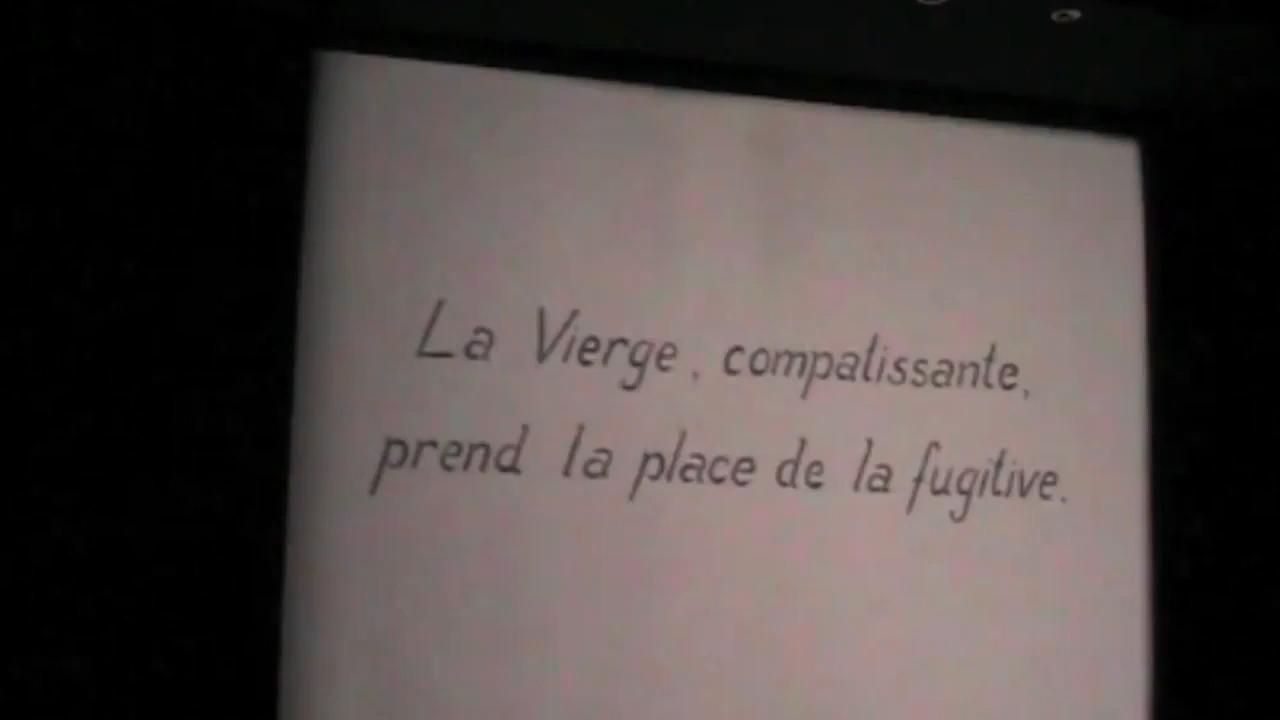 La Vierge, compatissante,
prend la place de la fugitive.